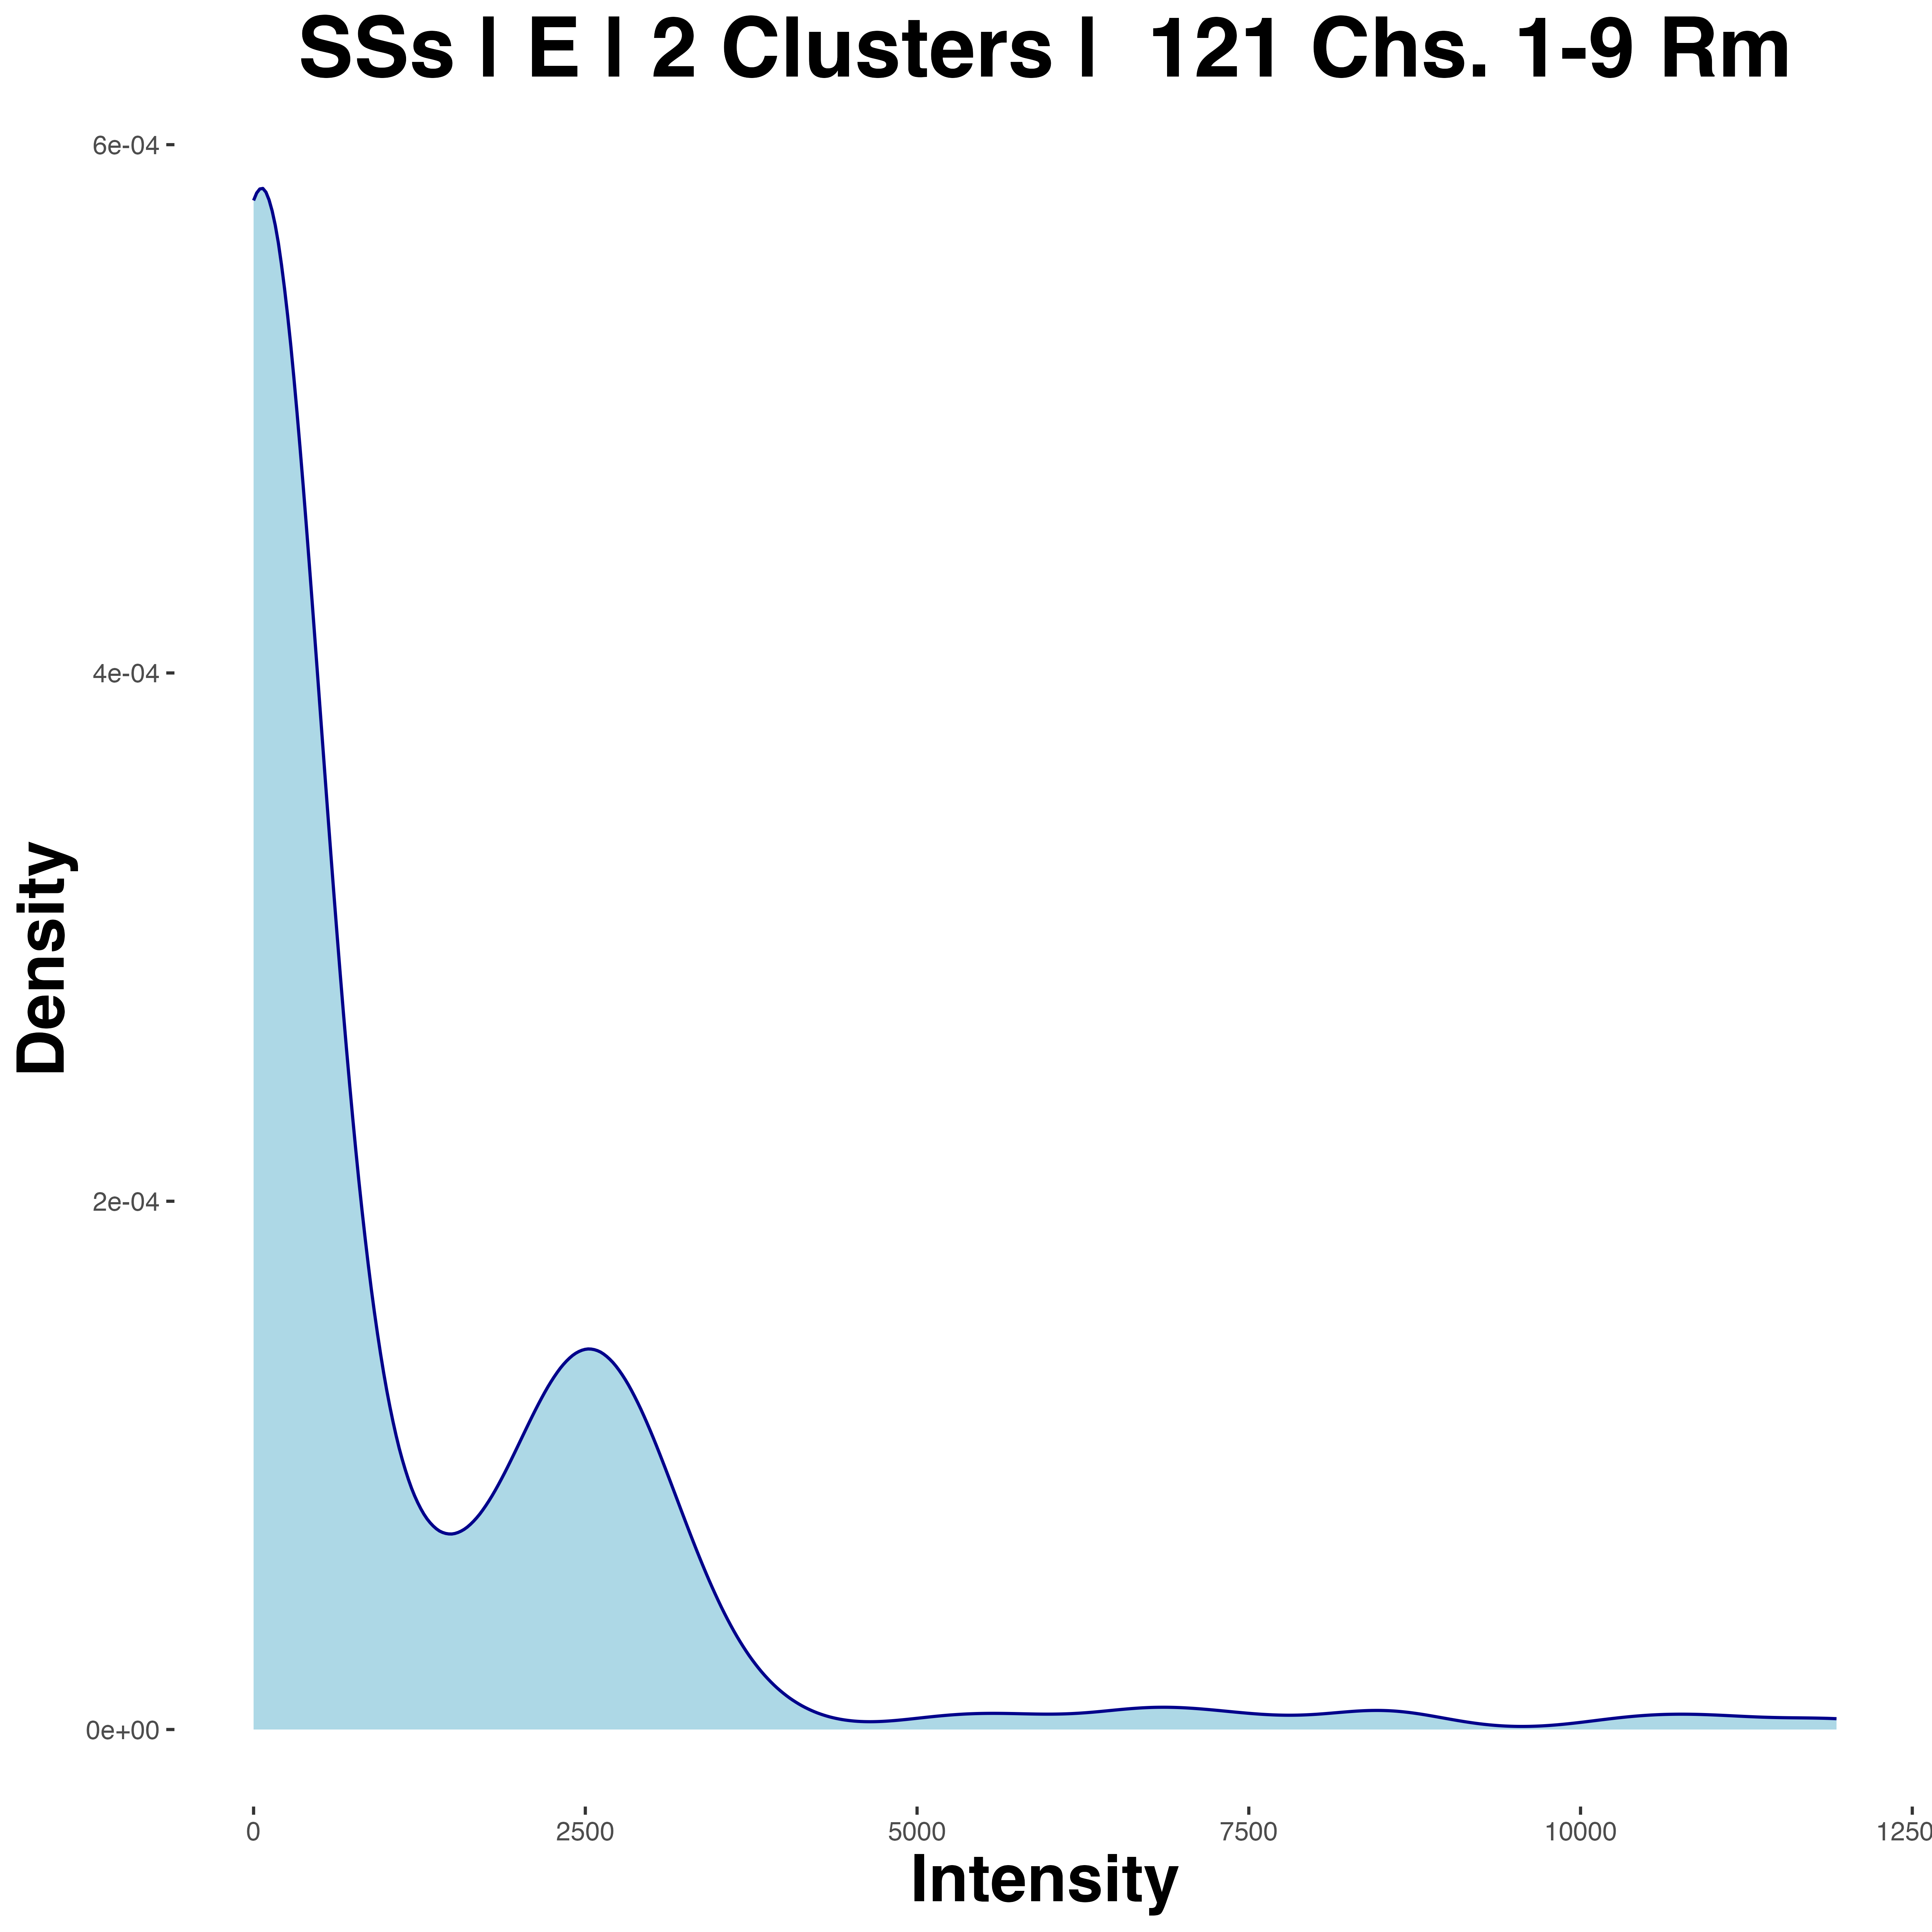 SSs | E | 2 Clusters | 121 Chs. 1-9 Rm
6e-04
4e-04
2e-04
0e+00
Density
0 2500 5000 7500 10000 1250
Intensity